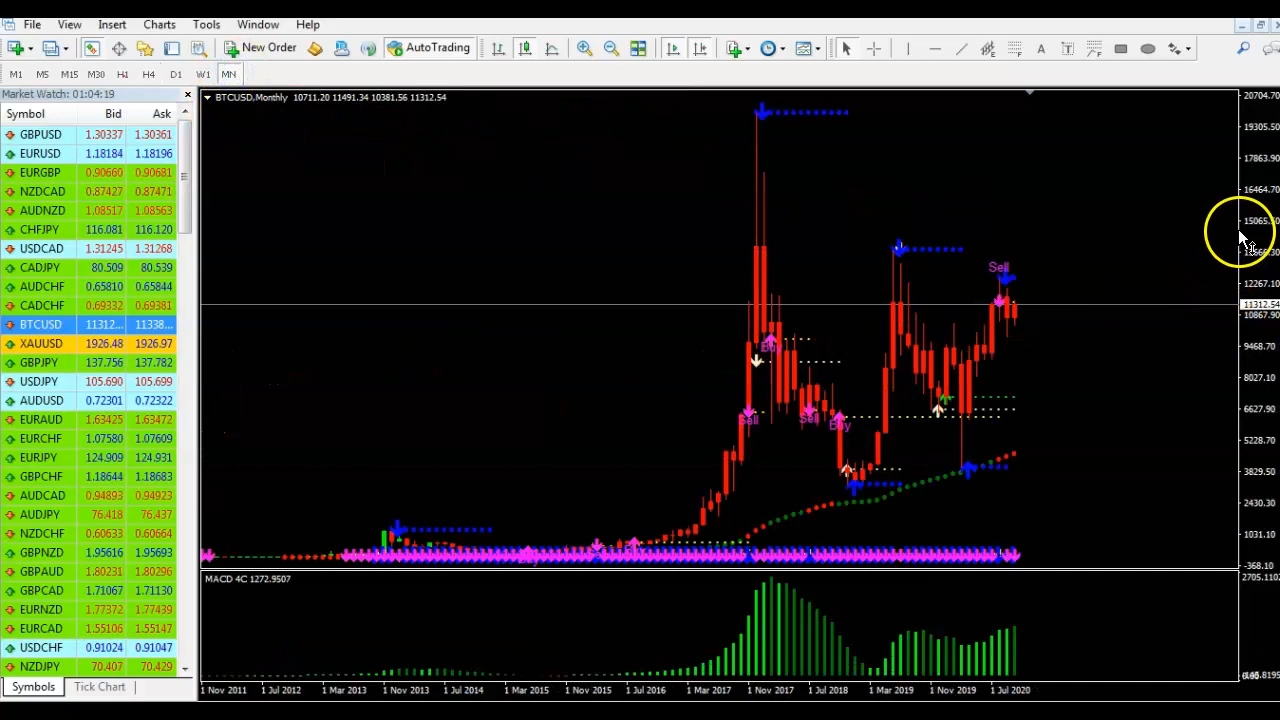 File View Insert Charts Tools Window Help
New Order AutoTrading
M1 M5 M15 M30 H1 H4 D1 W1 MN
Market Watch: 01:04:19
Symbol Bid Ask
GBPUSD 1.30337 1.30361
EURUSD 1.18184 1.18196
EURGBP 0.90660 0.90681
NZDCAD 0.87427 0.87471
AUDNZD 1.08517 1.08563
CHFJPY 116.081 116.120
USDCAD 1.31245 1.31268
CADJPY 80.509 80.539
AUDCHF 0.65810 0.65844
CADCHF 0.69332 0.69381
BTCUSD 11312... 11338...
XAUUSD 1926.48 1926.97
GBPJPY 137.756 137.782
USDJPY 105.690 105.699
AUDUSD 0.72301 0.72322
EURAUD 1.63425 1.63472
EURCHF 1.07580 1.07609
EURJPY 124.909 124.931
GBPCHF 1.18644 1.18683
AUDCAD 0.94893 0.94923
AUDJPY 76.418 76.437
NZDCHF 0.60633 0.60664
GBPNZD 1.95616 1.95693
GBPAUD 1.80231 1.80296
GBPCAD 1.71067 1.71130
EURNZD 1.77372 1.77439
EURCAD 1.55106 1.55147
USDCHF 0.91024 0.91047
NZDJPY 70.407 70.429
Symbols Tick Chart
BTCUSD,Monthly 10711.20 11491.34 10381.56 11312.54
Sell
Buy
Sell
Sell
Buy
20704.70
19305.50
17863.90
16464.70
15065.50
12267.10
11312.54
10867.90
9468.70
8027.10
6627.90
5228.70
3829.50
2430.30
1031.10
-368.10
MACD 4C 1272.9507
2705.1102
1 Nov 2011 1 Jul 2012 1 Mar 2013 1 Nov 2013 1 Jul 2014 1 Mar 2015 1 Nov 2015 1 Jul 2016 1 Mar 2017 1 Nov 2017 1 Jul 2018 1 Mar 2019 1 Nov 2019 1 Jul 2020